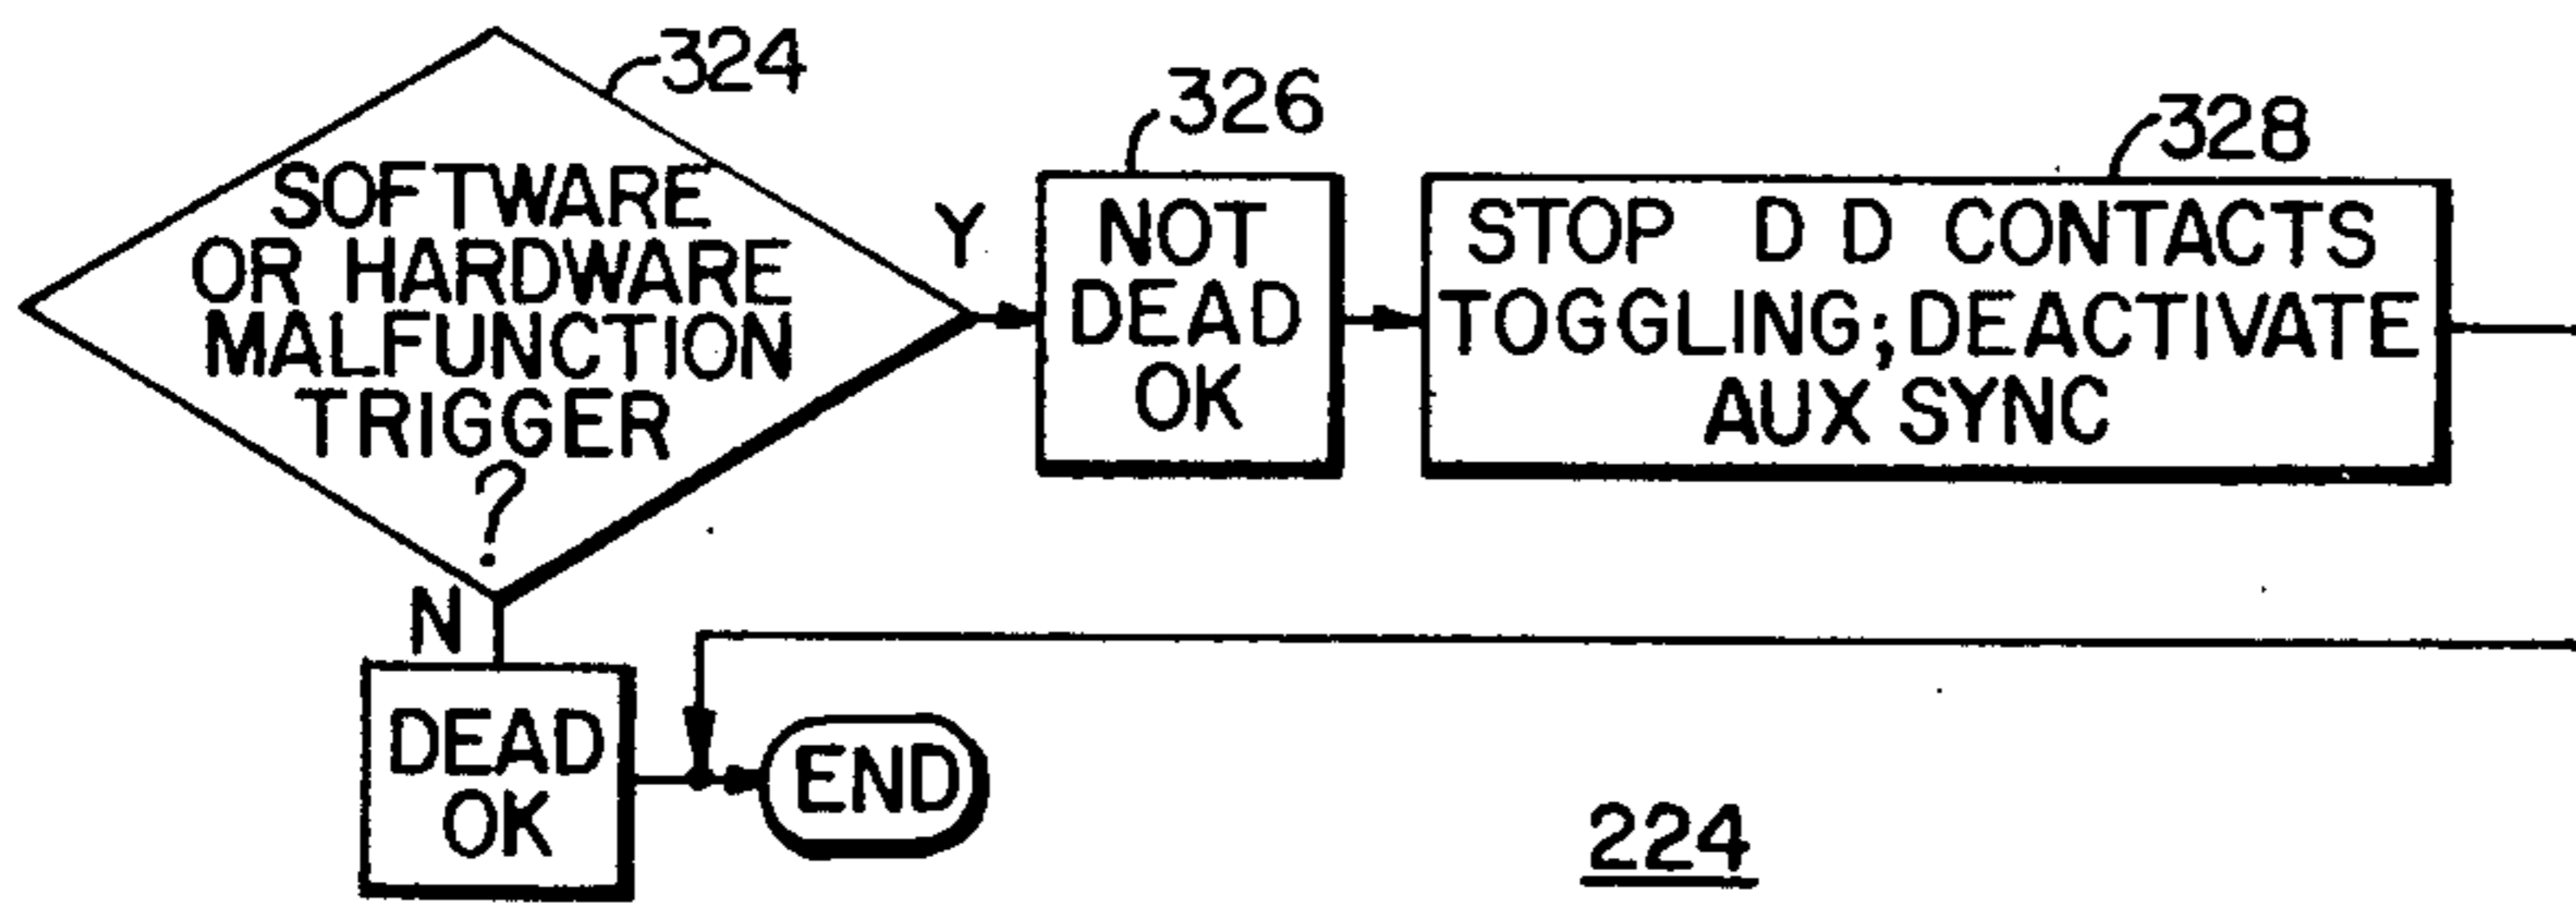 324
SOFTWARE
OR HARDWARE
MALFUNCTION
TRIGGER
?
Y
N
326
NOT
DEAD
OK
328
STOP D D CONTACTS
TOGGLING; DEACTIVATE
AUX SYNC
DEAD
OK
END
224